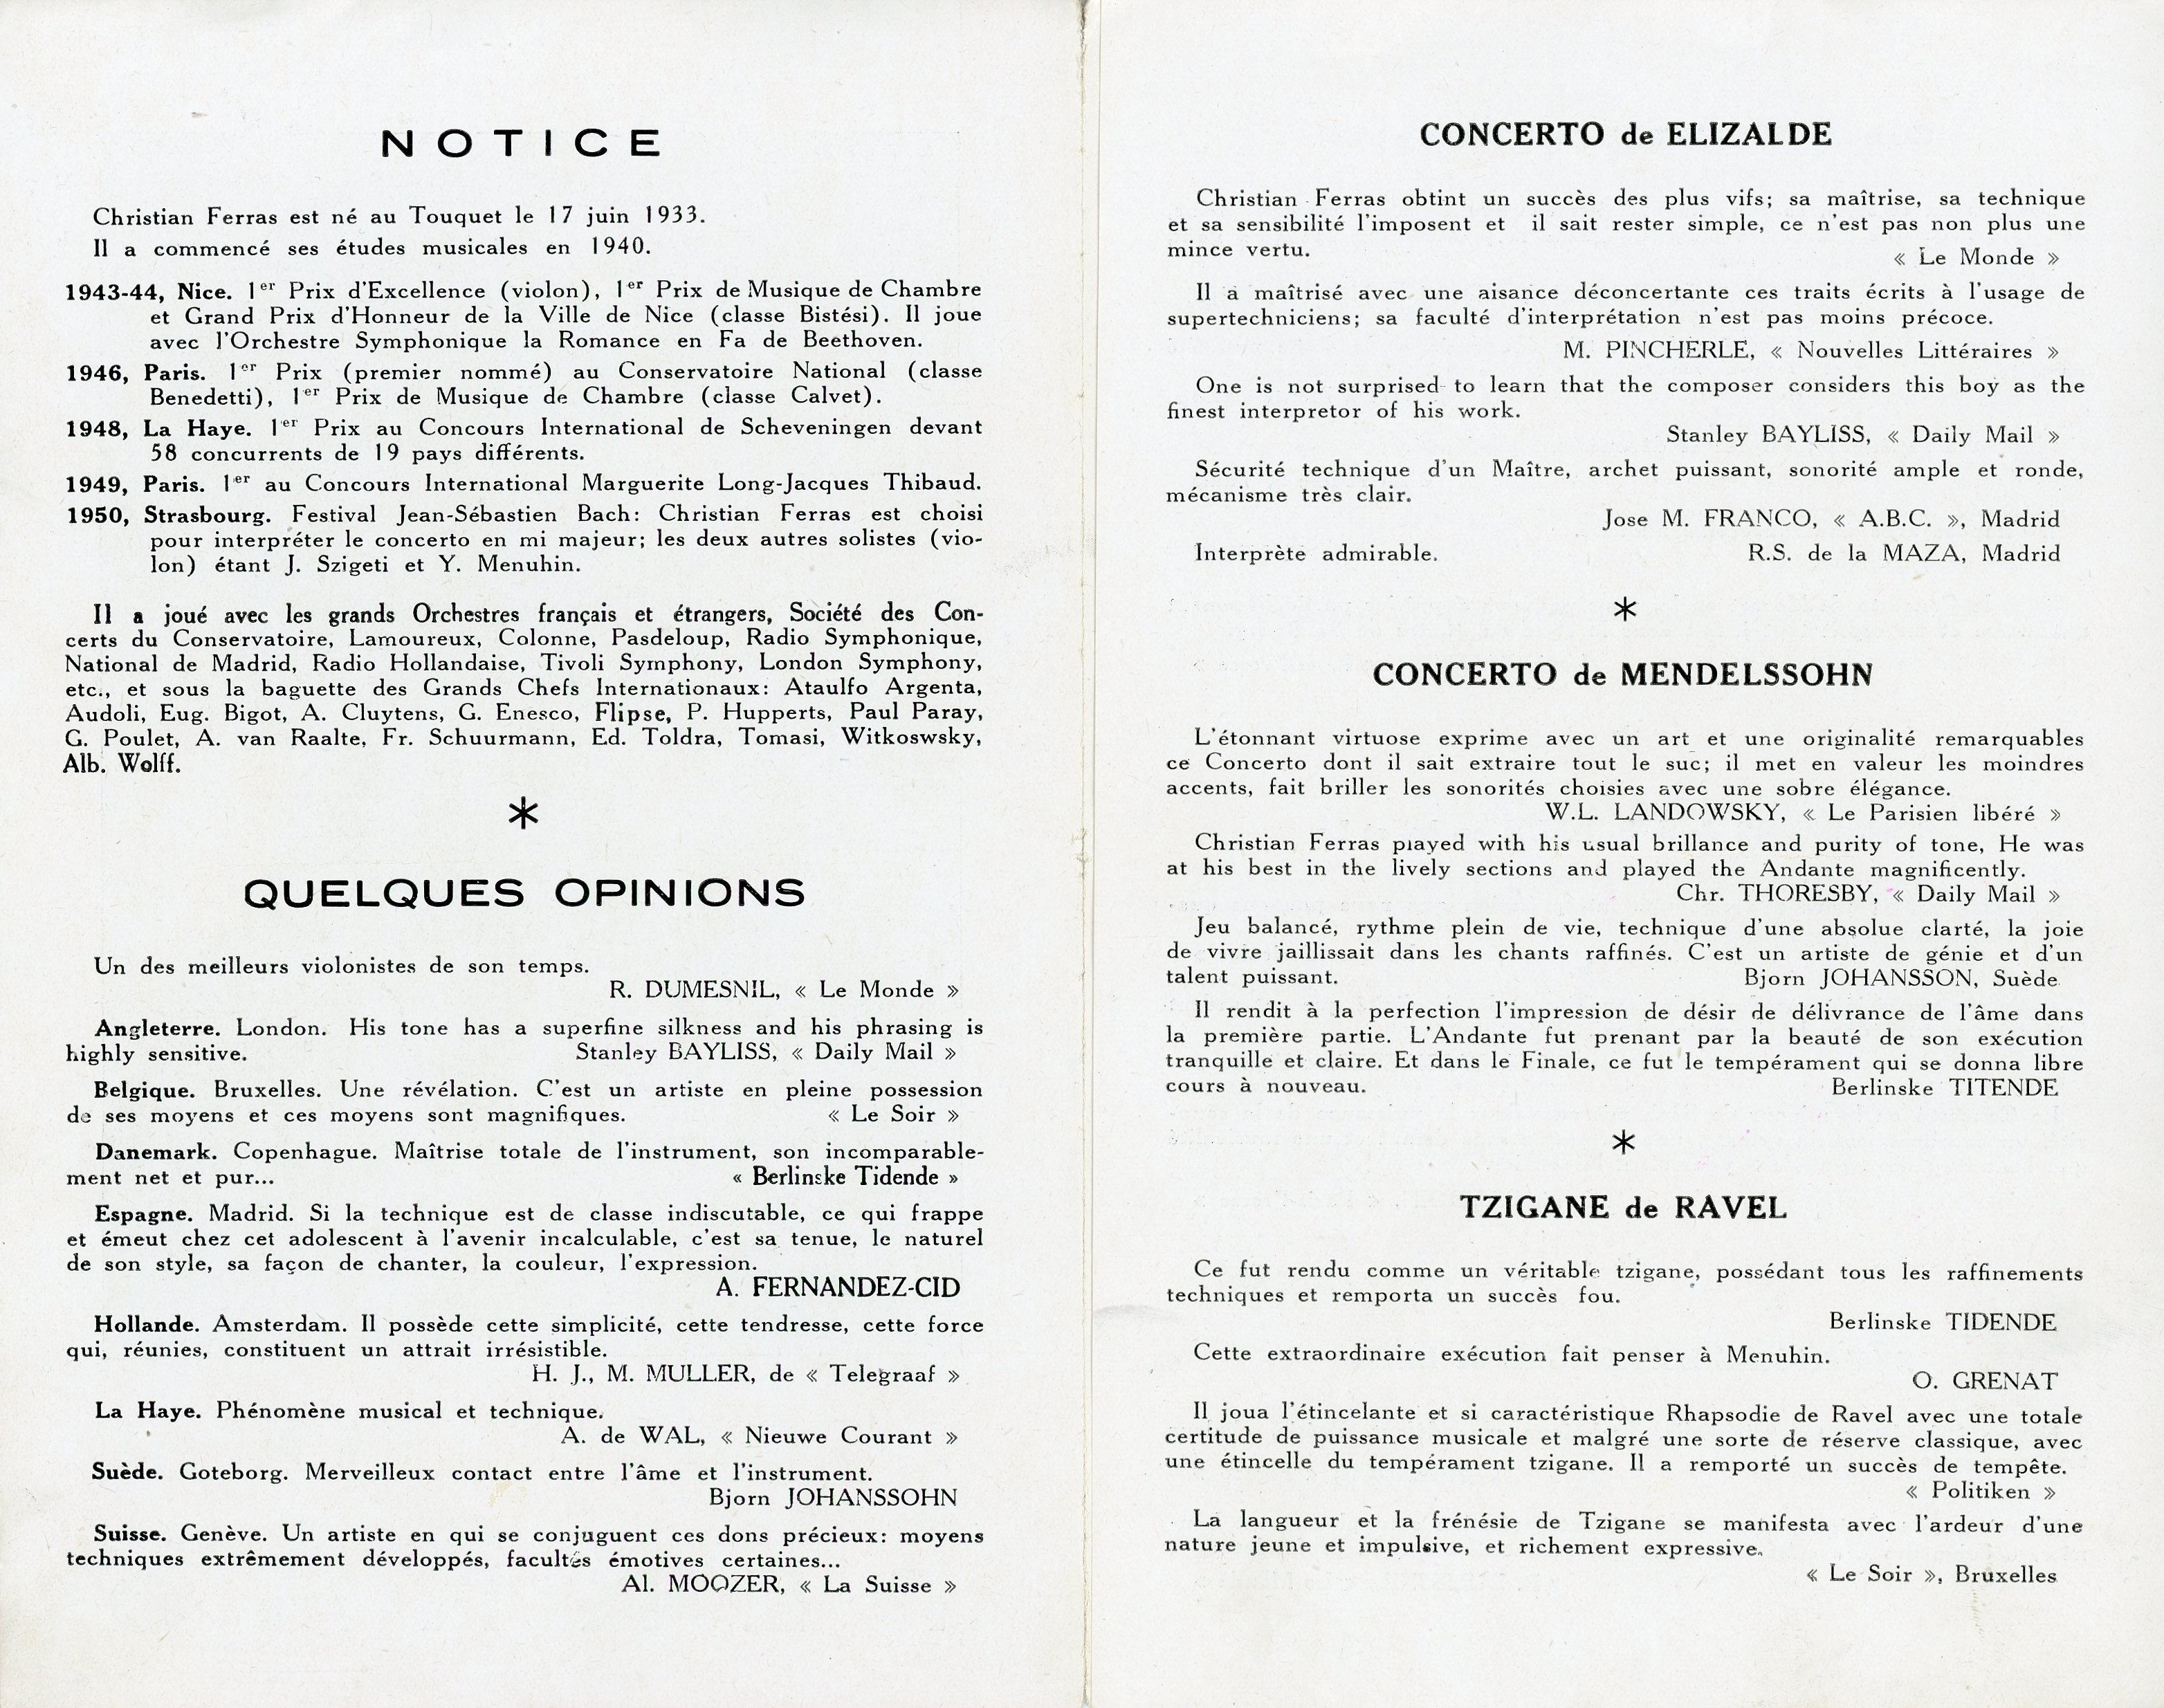 NOTICE
Christian Ferras est né au Touquet le 17 juin 1933.
Il a commencé ses études musicales en 1940.
1943-44, Nice. 1er Prix d'Excellence (violon), 1er Prix de Musique de Chambre
et Grand Prix d'Honneur de la Ville de Nice (classe Bistési). Il joue
avec l'Orchestre Symphonique la Romance en Fa de Beethoven.
1946, Paris. 1er Prix (premier nommé) au Conservatoire National (classe
Benedetti), 1er Prix de Musique de Chambre (classe Calvet).
1948, La Haye. 1er Prix au Concours International de Scheveningen devant
58 concurrents de 19 pays différents.
1949, Paris. 1er au Concours International Marguerite Long-Jacques Thibaud.
1950, Strasbourg. Festival Jean-Sébastien Bach: Christian Ferras est choisi
pour interpréter le concerto en mi majeur; les deux autres solistes (vio-
lon) étant J. Szigeti et Y. Menuhin.
Il a joué avec les grands Orchestres français et étrangers, Société des Con-
certs du Conservatoire, Lamoureux, Colonne, Pasdeloup, Radio Symphonique,
National de Madrid, Radio Hollandaise, Tivoli Symphony, London Symphony,
etc., et sous la baguette des Grands Chefs Internationaux: Ataulfo Argenta,
Audoli, Eug. Bigot, A. Cluytens, G. Enesco, Flipse, P. Hupperts, Paul Paray,
G. Poulet, A. van Raalte, Fr. Schuurmann, Ed. Toldra, Tomasi, Witkoswsky,
Alb. Wolff.
*
QUELQUES OPINIONS
Un des meilleurs violonistes de son temps.
R. DUMESNIL, « Le Monde »
Angleterre. London. His tone has a superfine silkness and his phrasing is
highly sensitive. Stanley BAYLISS, « Daily Mail »
Belgique. Bruxelles. Une révélation. C'est un artiste en pleine possession
de ses moyens et ces moyens sont magnifiques. « Le Soir »
Danemark. Copenhague. Maîtrise totale de l'instrument, son incomparable-
ment net et pur... « Berlinske Tidende »
Espagne. Madrid. Si la technique est de classe indiscutable, ce qui frappe
et émeut chez cet adolescent à l'avenir incalculable, c'est sa tenue, le naturel
de son style, sa façon de chanter, la couleur, l'expression.
A. FERNANDEZ-CID
Hollande. Amsterdam. Il possède cette simplicité, cette tendresse, cette force
qui, réunies, constituent un attrait irrésistible.
H. J., M. MULLER, de « Telegraaf »
La Haye. Phénomène musical et technique.
A. de WAL, « Nieuwe Courant »
Suède. Goteborg. Merveilleux contact entre l'âme et l'instrument.
Bjorn JOHANSSOHN
Suisse. Genève. Un artiste en qui se conjuguent ces dons précieux: moyens
techniques extrêmement développés, facultés émotives certaines...
Al. MOOZER, « La Suisse »
CONCERTO de ELIZALDE
Christian Ferras obtint un succès des plus vifs; sa maîtrise, sa technique
et sa sensibilité l'imposent et il sait rester simple, ce n'est pas non plus une
mince vertu.
« Le Monde »
Il a maîtrisé avec une aisance déconcertante ces traits écrits à l'usage de
supertechniciens; sa faculté d'interprétation n'est pas moins précoce.
M. PINCHERLE, « Nouvelles Littéraires »
One is not surprised to learn that the composer considers this boy as the
finest interpretor of his work.
Stanley BAYLISS, « Daily Mail »
Sécurité technique d'un Maître, archet puissant, sonorité ample et ronde,
mécanisme très clair.
Jose M. FRANCO, « A.B.C. », Madrid
Interprète admirable. R.S. de la MAZA, Madrid
*
CONCERTO de MENDELSSOHN
L'étonnant virtuose exprime avec un art et une originalité remarquables
ce Concerto dont il sait extraire tout le suc; il met en valeur les moindres
accents, fait briller les sonorités choisies avec une sobre élégance.
W.L. LANDOWSKY, « Le Parisien libéré »
Christian Ferras played with his usual brillance and purity of tone, He was
at his best in the lively sections and played the Andante magnificently.
Chr. THORESBY, « Daily Mail »
Jeu balancé, rythme plein de vie, technique d'une absolue clarté, la joie
de vivre jaillissait dans les chants raffinés. C'est un artiste de génie et d'un
talent puissant. Bjorn JOHANSSON, Suède
Il rendit à la perfection l'impression de désir de délivrance de l'âme dans
la première partie. L'Andante fut prenant par la beauté de son exécution
tranquille et claire. Et dans le Finale, ce fut le tempérament qui se donna libre
cours à nouveau. Berlinske TITENDE
*
TZIGANE de RAVEL
Ce fut rendu comme un véritable tzigane, possédant tous les raffinements
techniques et remporta un succès fou.
Berlinske TIDENDE
Cette extraordinaire exécution fait penser à Menuhin.
O. GRENAT
Il joua l'étincelante et si caractéristique Rhapsodie de Ravel avec une totale
certitude de puissance musicale et malgré une sorte de réserve classique, avec
une étincelle du tempérament tzigane. Il a remporté un succès de tempête.
« Politiken »
La langueur et la frénésie de Tzigane se manifesta avec l'ardeur d'une
nature jeune et impulsive, et richement expressive.
« Le Soir », Bruxelles